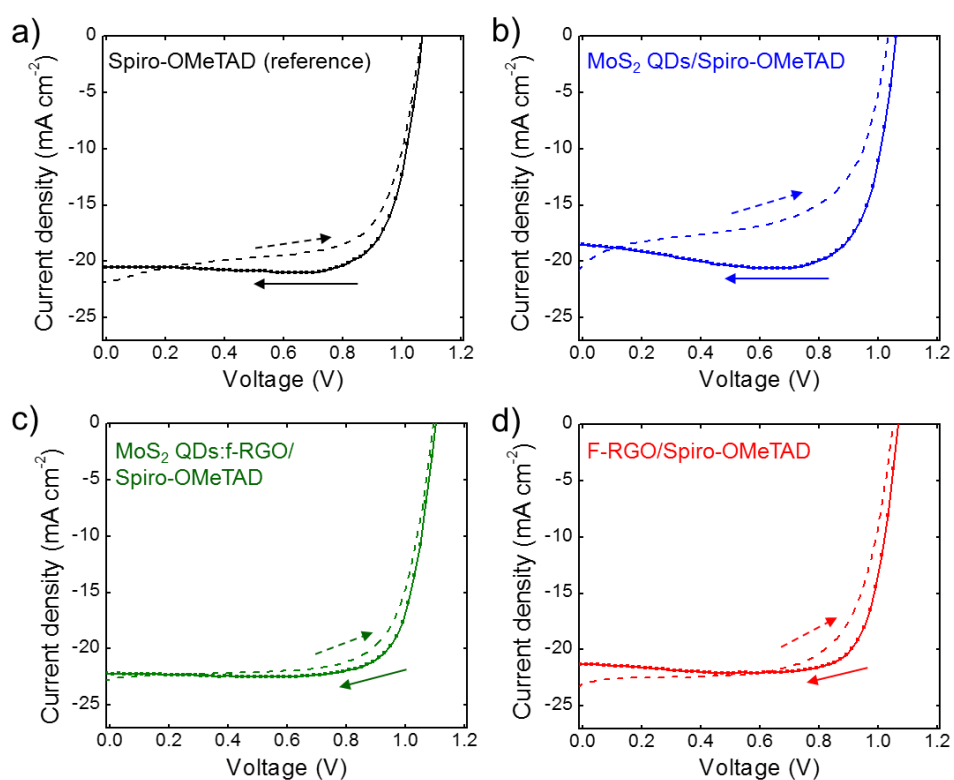 a)
Spiro-OMeTAD (reference)
Current density (mA cm⁻²)
0
-5
-10
-15
-20
-25
0.0 0.2 0.4 0.6 0.8 1.0 1.2
Voltage (V)
b)
MoS₂ QDs/Spiro-OMeTAD
Current density (mA cm⁻²)
0
-5
-10
-15
-20
-25
0.0 0.2 0.4 0.6 0.8 1.0 1.2
Voltage (V)
c)
MoS₂ QDs:f-RGO/
Spiro-OMeTAD
Current density (mA cm⁻²)
0
-5
-10
-15
-20
-25
0.0 0.2 0.4 0.6 0.8 1.0 1.2
Voltage (V)
d)
F-RGO/Spiro-OMeTAD
Current density (mA cm⁻²)
0
-5
-10
-15
-20
-25
0.0 0.2 0.4 0.6 0.8 1.0 1.2
Voltage (V)